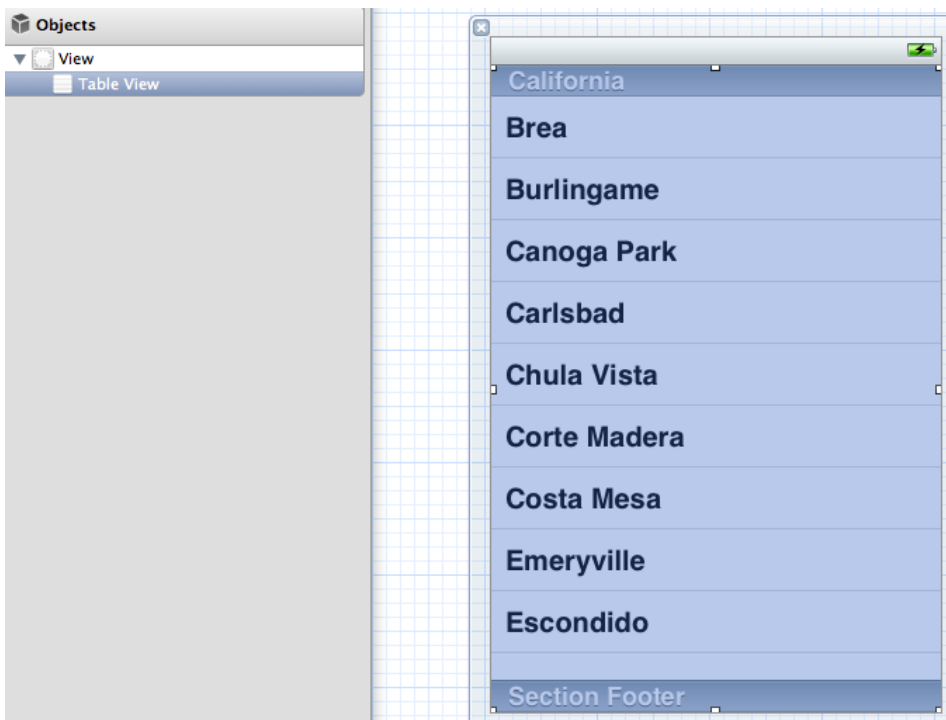 Objects
View
Table View
California
Brea
Burlingame
Canoga Park
Carlsbad
Chula Vista
Corte Madera
Costa Mesa
Emeryville
Escondido
Section Footer